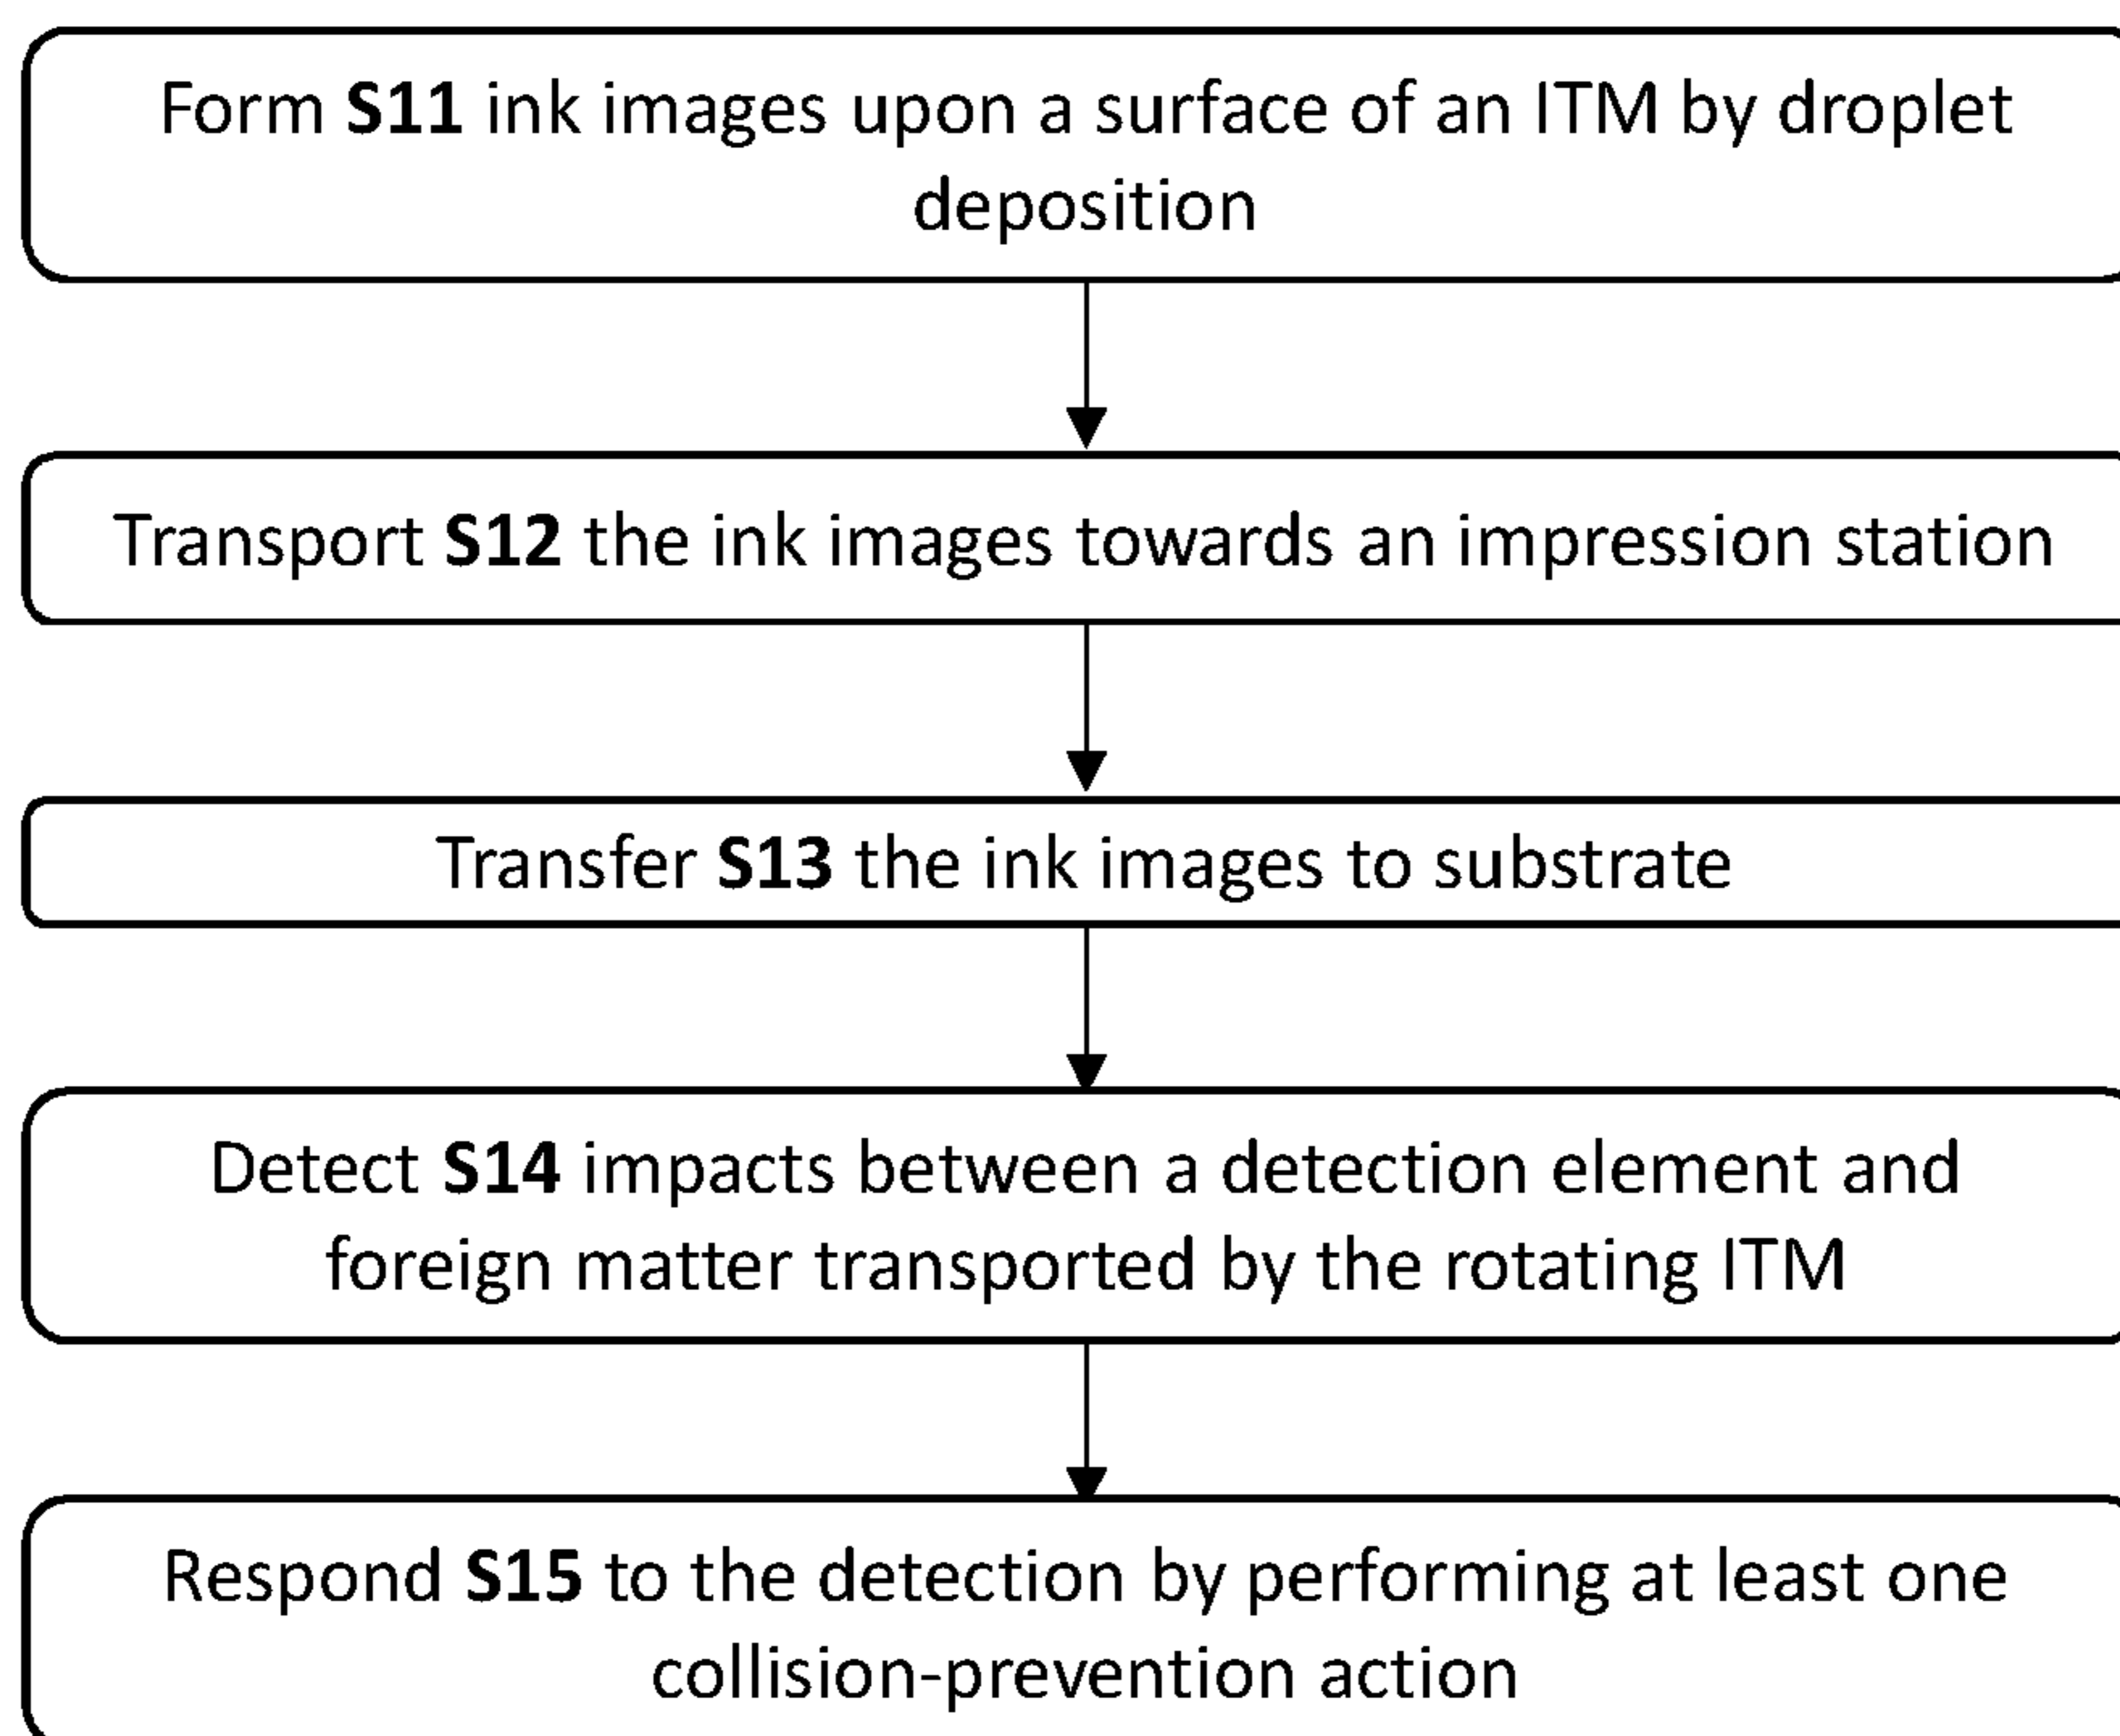 Form S11 ink images upon a surface of an ITM by droplet
deposition
Transport S12 the ink images towards an impression station
Transfer S13 the ink images to substrate
Detect S14 impacts between a detection element and
foreign matter transported by the rotating ITM
Respond S15 to the detection by performing at least one
collision-prevention action